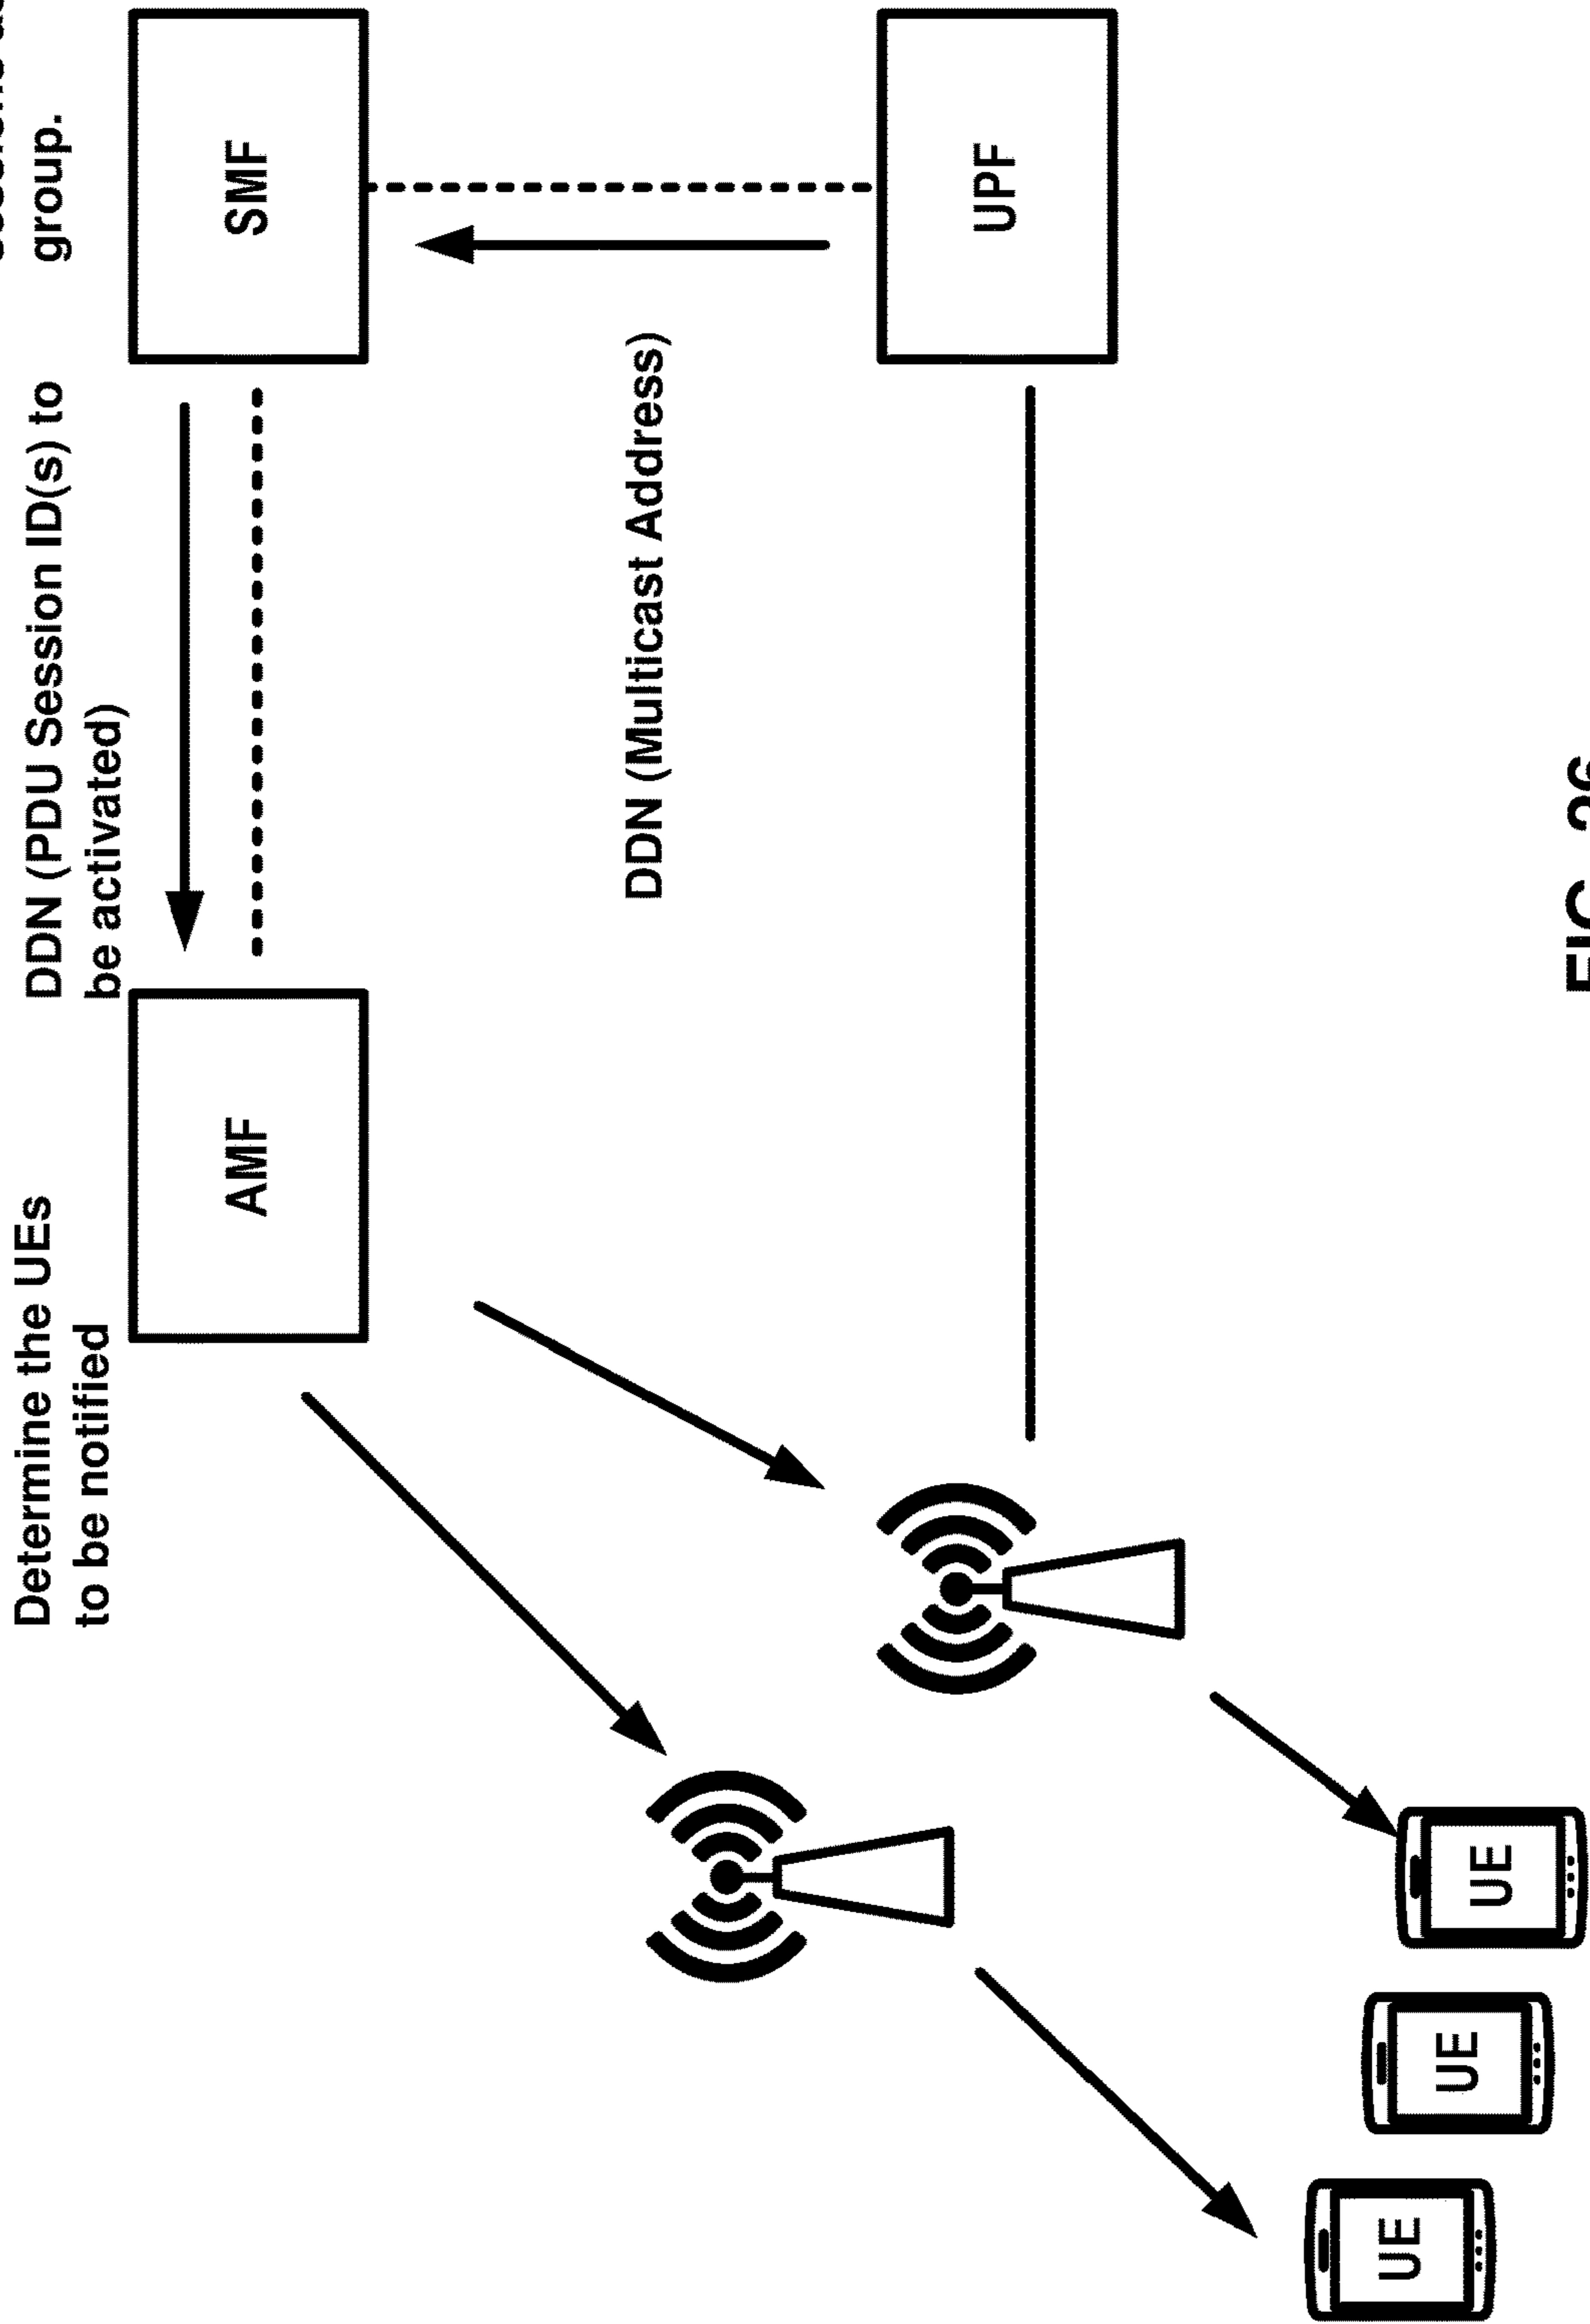 Determine the UEs
to be notified
DDN (PDU Session ID(s) to
be activated)
group.
AMF
SMF
DDN (Multicast Address)
UPF
UE
UE
UE